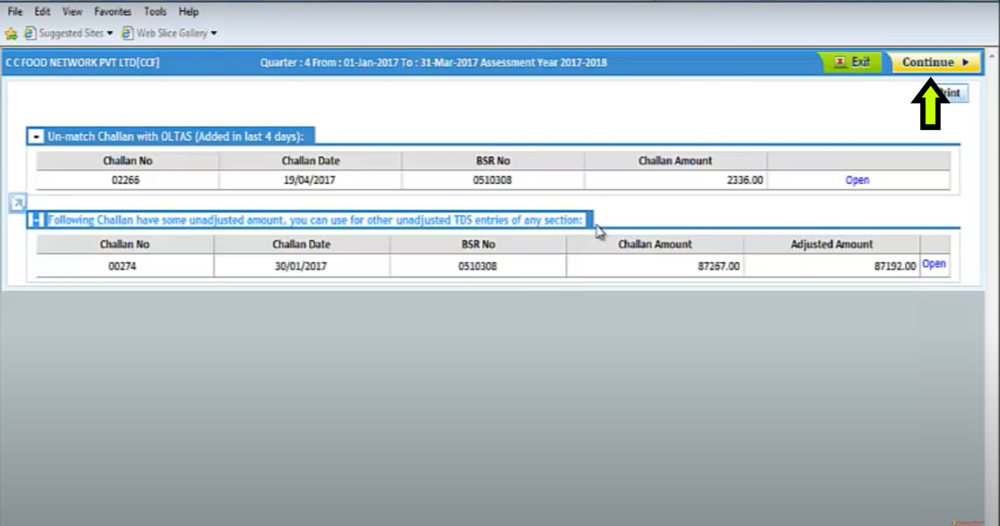 File Edit View Favorites Tools Help
Suggested Sites Web Slice Gallery
C C FOOD NETWORK PVT LTD[CCF] Quarter : 4 From : 01-Jan-2017 To : 31-Mar-2017 Assessment Year 2017-2018 Exit Continue
Print
Un-match Challan with OLTAS (Added in last 4 days):
Challan No Challan Date BSR No Challan Amount
02266 19/04/2017 0510308 2336.00 Open
Following Challan have some unadjusted amount, you can use for other unadjusted TDS entries of any section:
Challan No Challan Date BSR No Challan Amount Adjusted Amount
00274 30/01/2017 0510308 87267.00 87192.00 Open